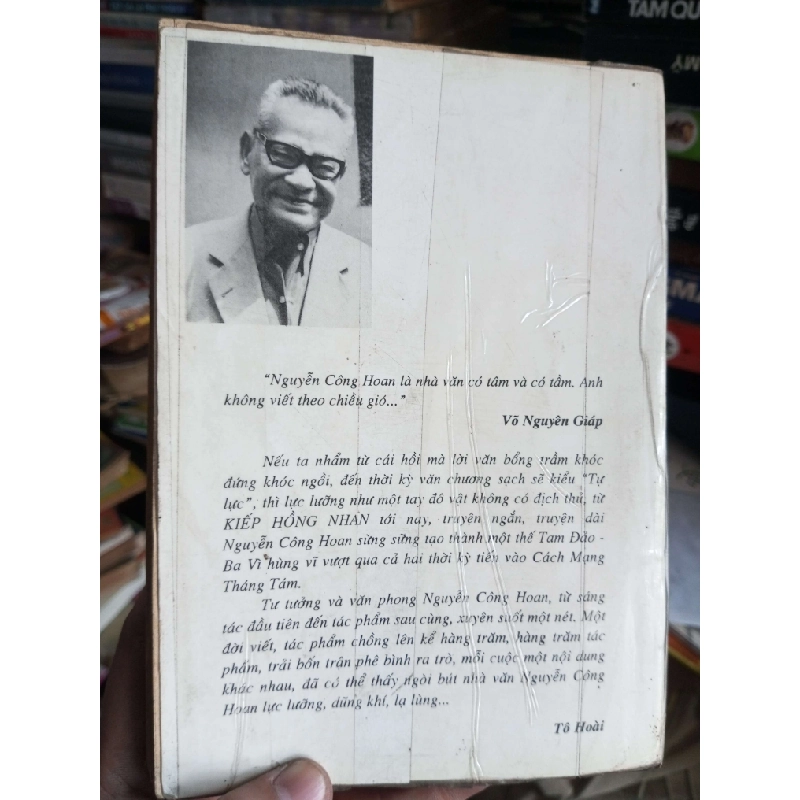 TAM QU
"Nguyễn Công Hoan là nhà văn có tâm và có tầm. Anh
không viết theo chiều gió..."
Võ Nguyên Giáp
Nếu ta nhẩm từ cái hồi mà lời văn bổng trầm khóc
đứng khóc ngồi, đến thời kỳ văn chương sạch sẽ kiểu "Tự
lực", thì lực lưỡng như một tay đô vật không có địch thủ, từ
KIẾP HỒNG NHAN tới nay, truyện ngắn, truyện dài
Nguyễn Công Hoan sừng sững tạo thành một thế Tam Đảo -
Ba Vì hùng vĩ vượt qua cả hai thời kỳ tiến vào Cách Mạng
Tháng Tám.
Tư tưởng và văn phong Nguyễn Công Hoan, từ sáng
tác đầu tiên đến tác phẩm sau cùng, xuyên suốt một nét. Một
đời viết, tác phẩm chồng lên kể hàng trăm, hàng trăm tác
phẩm, trải bốn trận phê bình ra trò, mỗi cuộc một nội dung
khác nhau, đã có thể thấy ngòi bút nhà văn Nguyễn Công
Hoan lực lưỡng, dũng khí, lạ lùng...
Tô Hoài